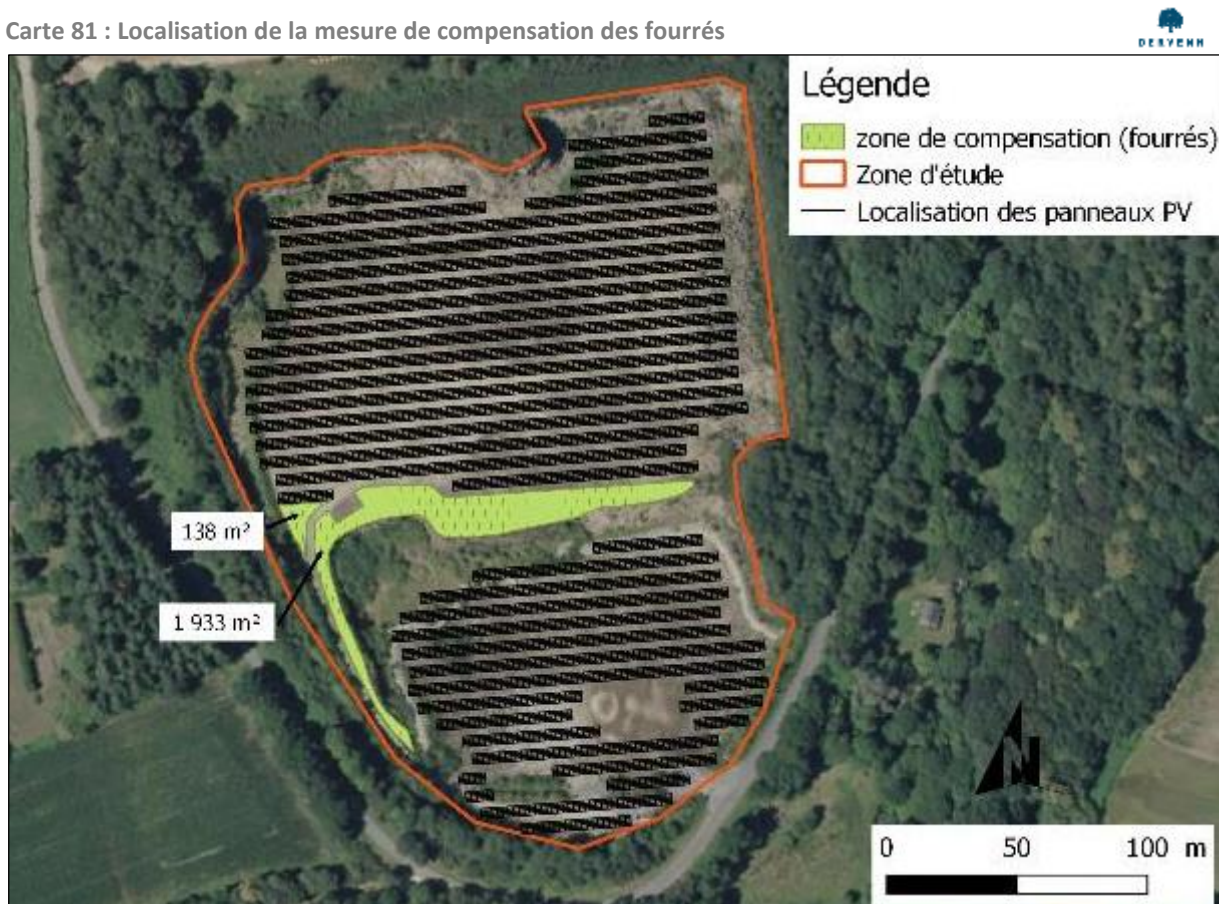 Carte 81 : Localisation de la mesure de compensation des fourrés
DERVENN
Légende
zone de compensation (fourrés)
Zone d'étude
Localisation des panneaux PV
138 m²
1 933 m²
N
0 50 100 m